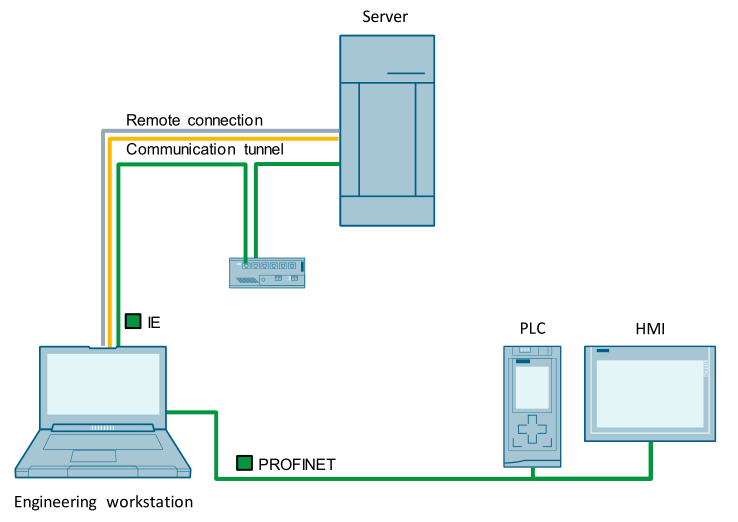 Server
Remote connection
Communication tunnel
IE
PLC
HMI
PROFINET
Engineering workstation